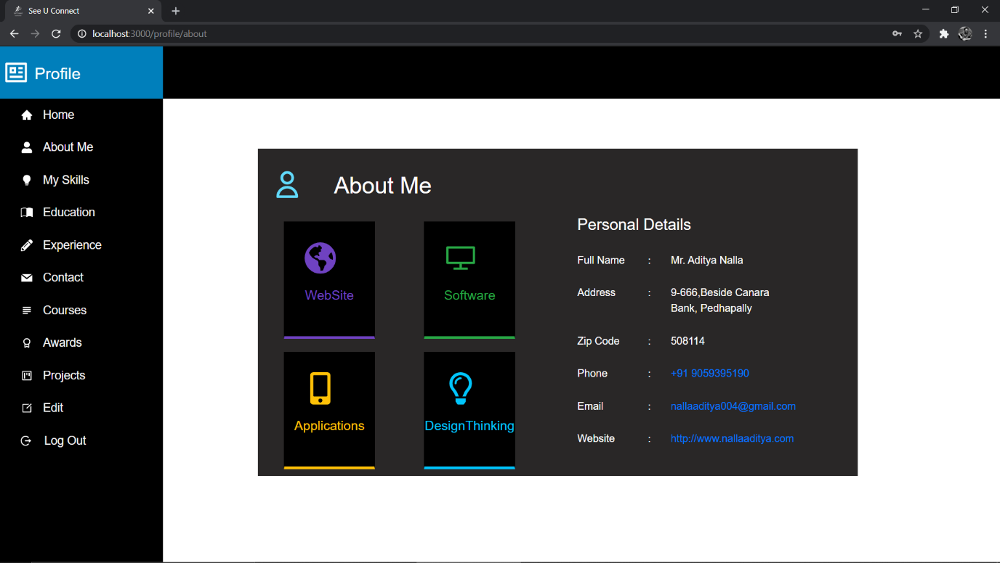 See U Connect
localhost:3000/profile/about
Profile
Home
About Me
My Skills
Education
Experience
Contact
Courses
Awards
Projects
Edit
Log Out
About Me
WebSite
Software
Applications
DesignThinking
Personal Details
Full Name : Mr. Aditya Nalla
Address : 9-666,Beside Canara
Bank, Pedhapally
Zip Code : 508114
Phone : +91 9059395190
Email : nallaaditya004@gmail.com
Website : http://www.nallaaditya.com